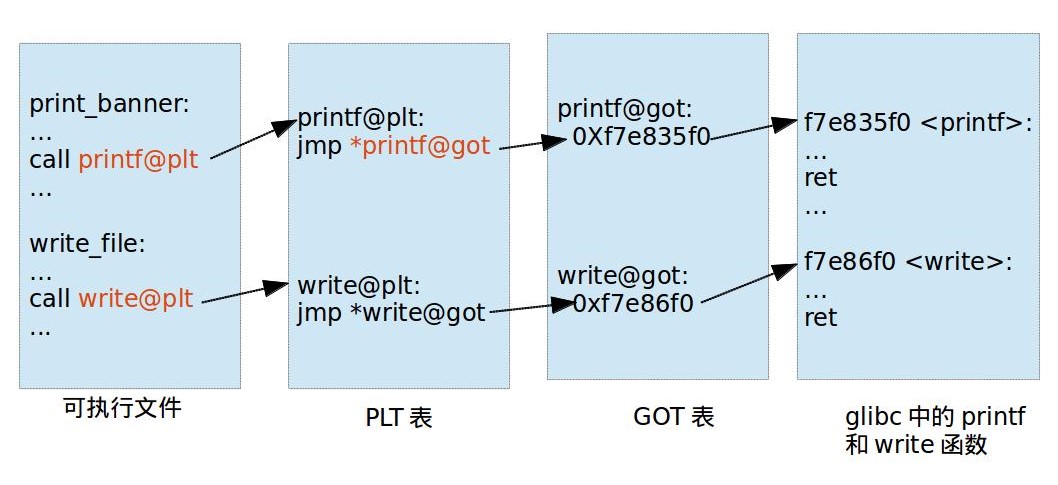 print_banner:
...
call printf@plt
...
write_file:
...
call write@plt
...
可执行文件
printf@plt:
jmp *printf@got
write@plt:
jmp *write@got
PLT 表
printf@got:
0Xf7e835f0
write@got:
0xf7e86f0
GOT 表
f7e835f0 <printf>:
...
ret
...
f7e86f0 <write>:
...
ret
glibc 中的 printf
和 write 函数